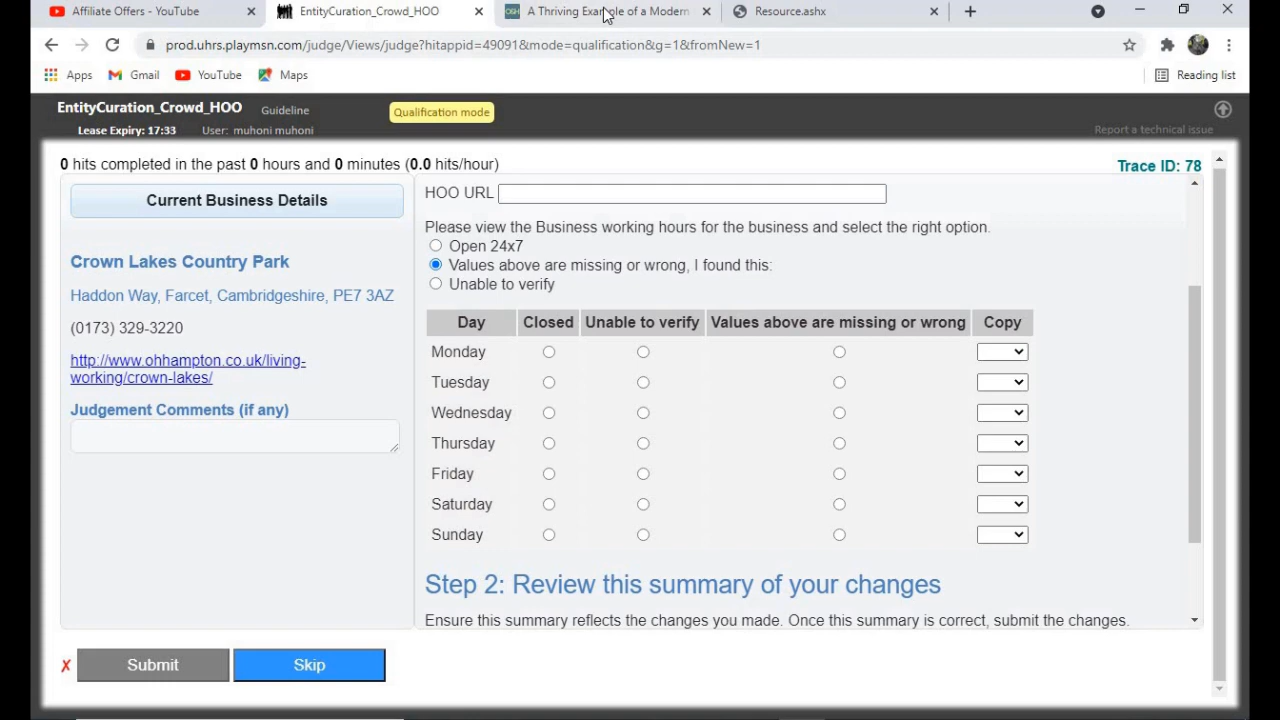 Affiliate Offers - YouTube
EntityCuration_Crowd_HOO
A Thriving Example of a Modern
Resource.ashx
prod.uhrs.playmsn.com/judge/Views/judge?hitappid=49091&mode=qualification&g=1&fromNew=1
Apps Gmail YouTube Maps Reading list
EntityCuration_Crowd_HOO Guideline Qualification mode
Lease Expiry: 17:33 User: muhoni muhoni Report a technical issue
0 hits completed in the past 0 hours and 0 minutes (0.0 hits/hour)
Trace ID: 78
Current Business Details
Crown Lakes Country Park
Haddon Way, Farcet, Cambridgeshire, PE7 3AZ
(0173) 329-3220
http://www.ohhampton.co.uk/living-
working/crown-lakes/
Judgement Comments (if any)
HOO URL
Please view the Business working hours for the business and select the right option.
Open 24x7
Values above are missing or wrong, I found this:
Unable to verify
Day Closed Unable to verify Values above are missing or wrong Copy
Monday
Tuesday
Wednesday
Thursday
Friday
Saturday
Sunday
Step 2: Review this summary of your changes
Ensure this summary reflects the changes you made. Once this summary is correct, submit the changes.
✗ Submit Skip